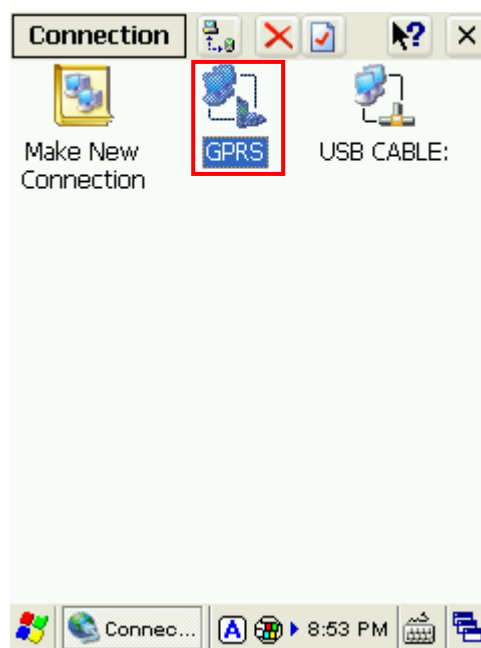 Connection
?
Make New Connection
GPRS
USB CABLE:
Connec...
A
8:53 PM